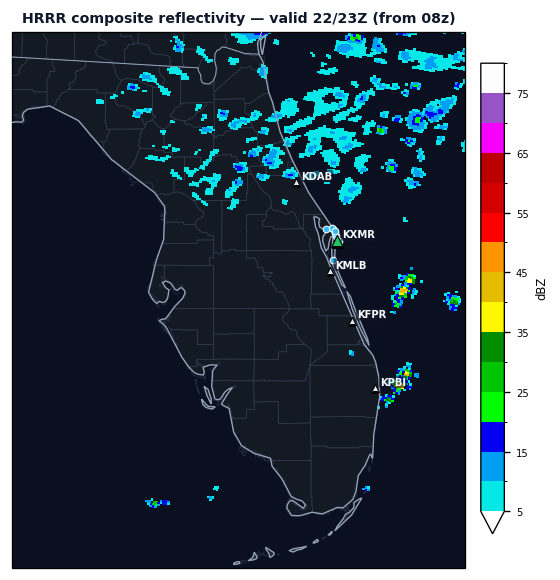 HRRR composite reflectivity — valid 22/23Z (from 08z)
75
65
55
45
35
25
15
5
dBZ
KDAB
KXMR
KMLB
KFPR
KPBI